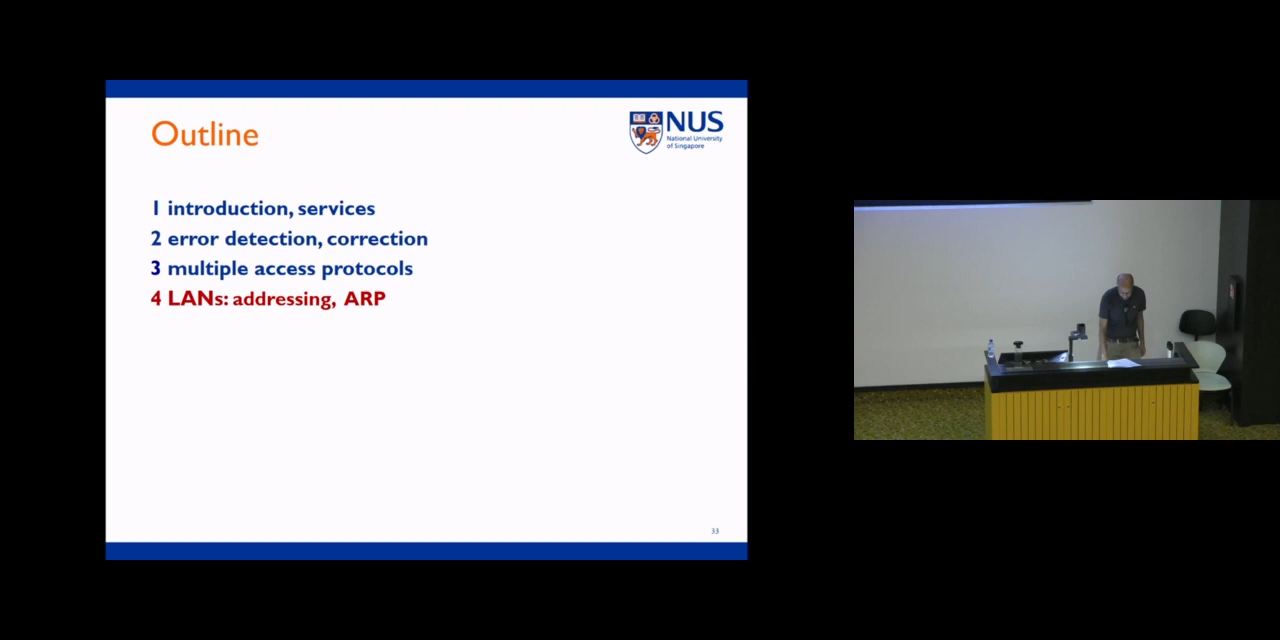 Outline
NUS
National University
of Singapore
1 introduction, services
2 error detection, correction
3 multiple access protocols
4 LANs: addressing, ARP
33